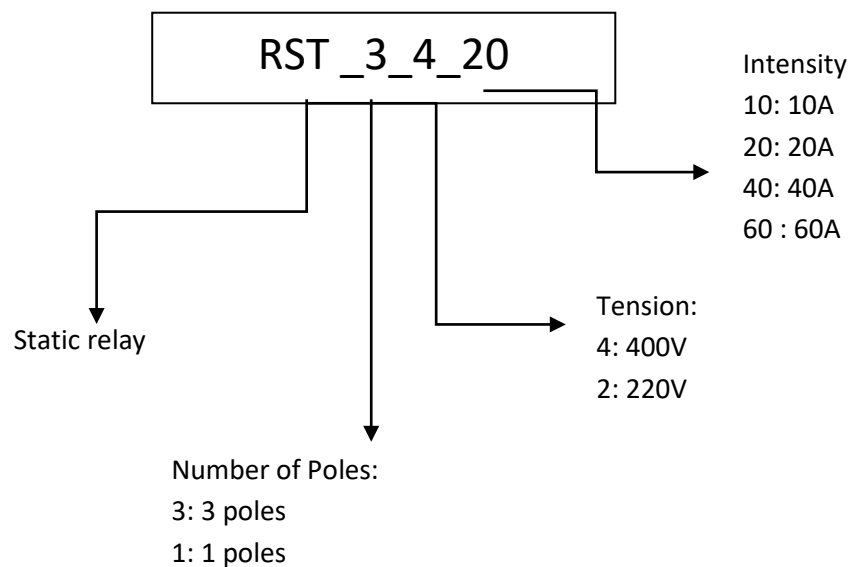 RST _3_4_20
Intensity
10: 10A
20: 20A
40: 40A
60 : 60A
Tension:
4: 400V
2: 220V
Static relay
Number of Poles:
3: 3 poles
1: 1 poles